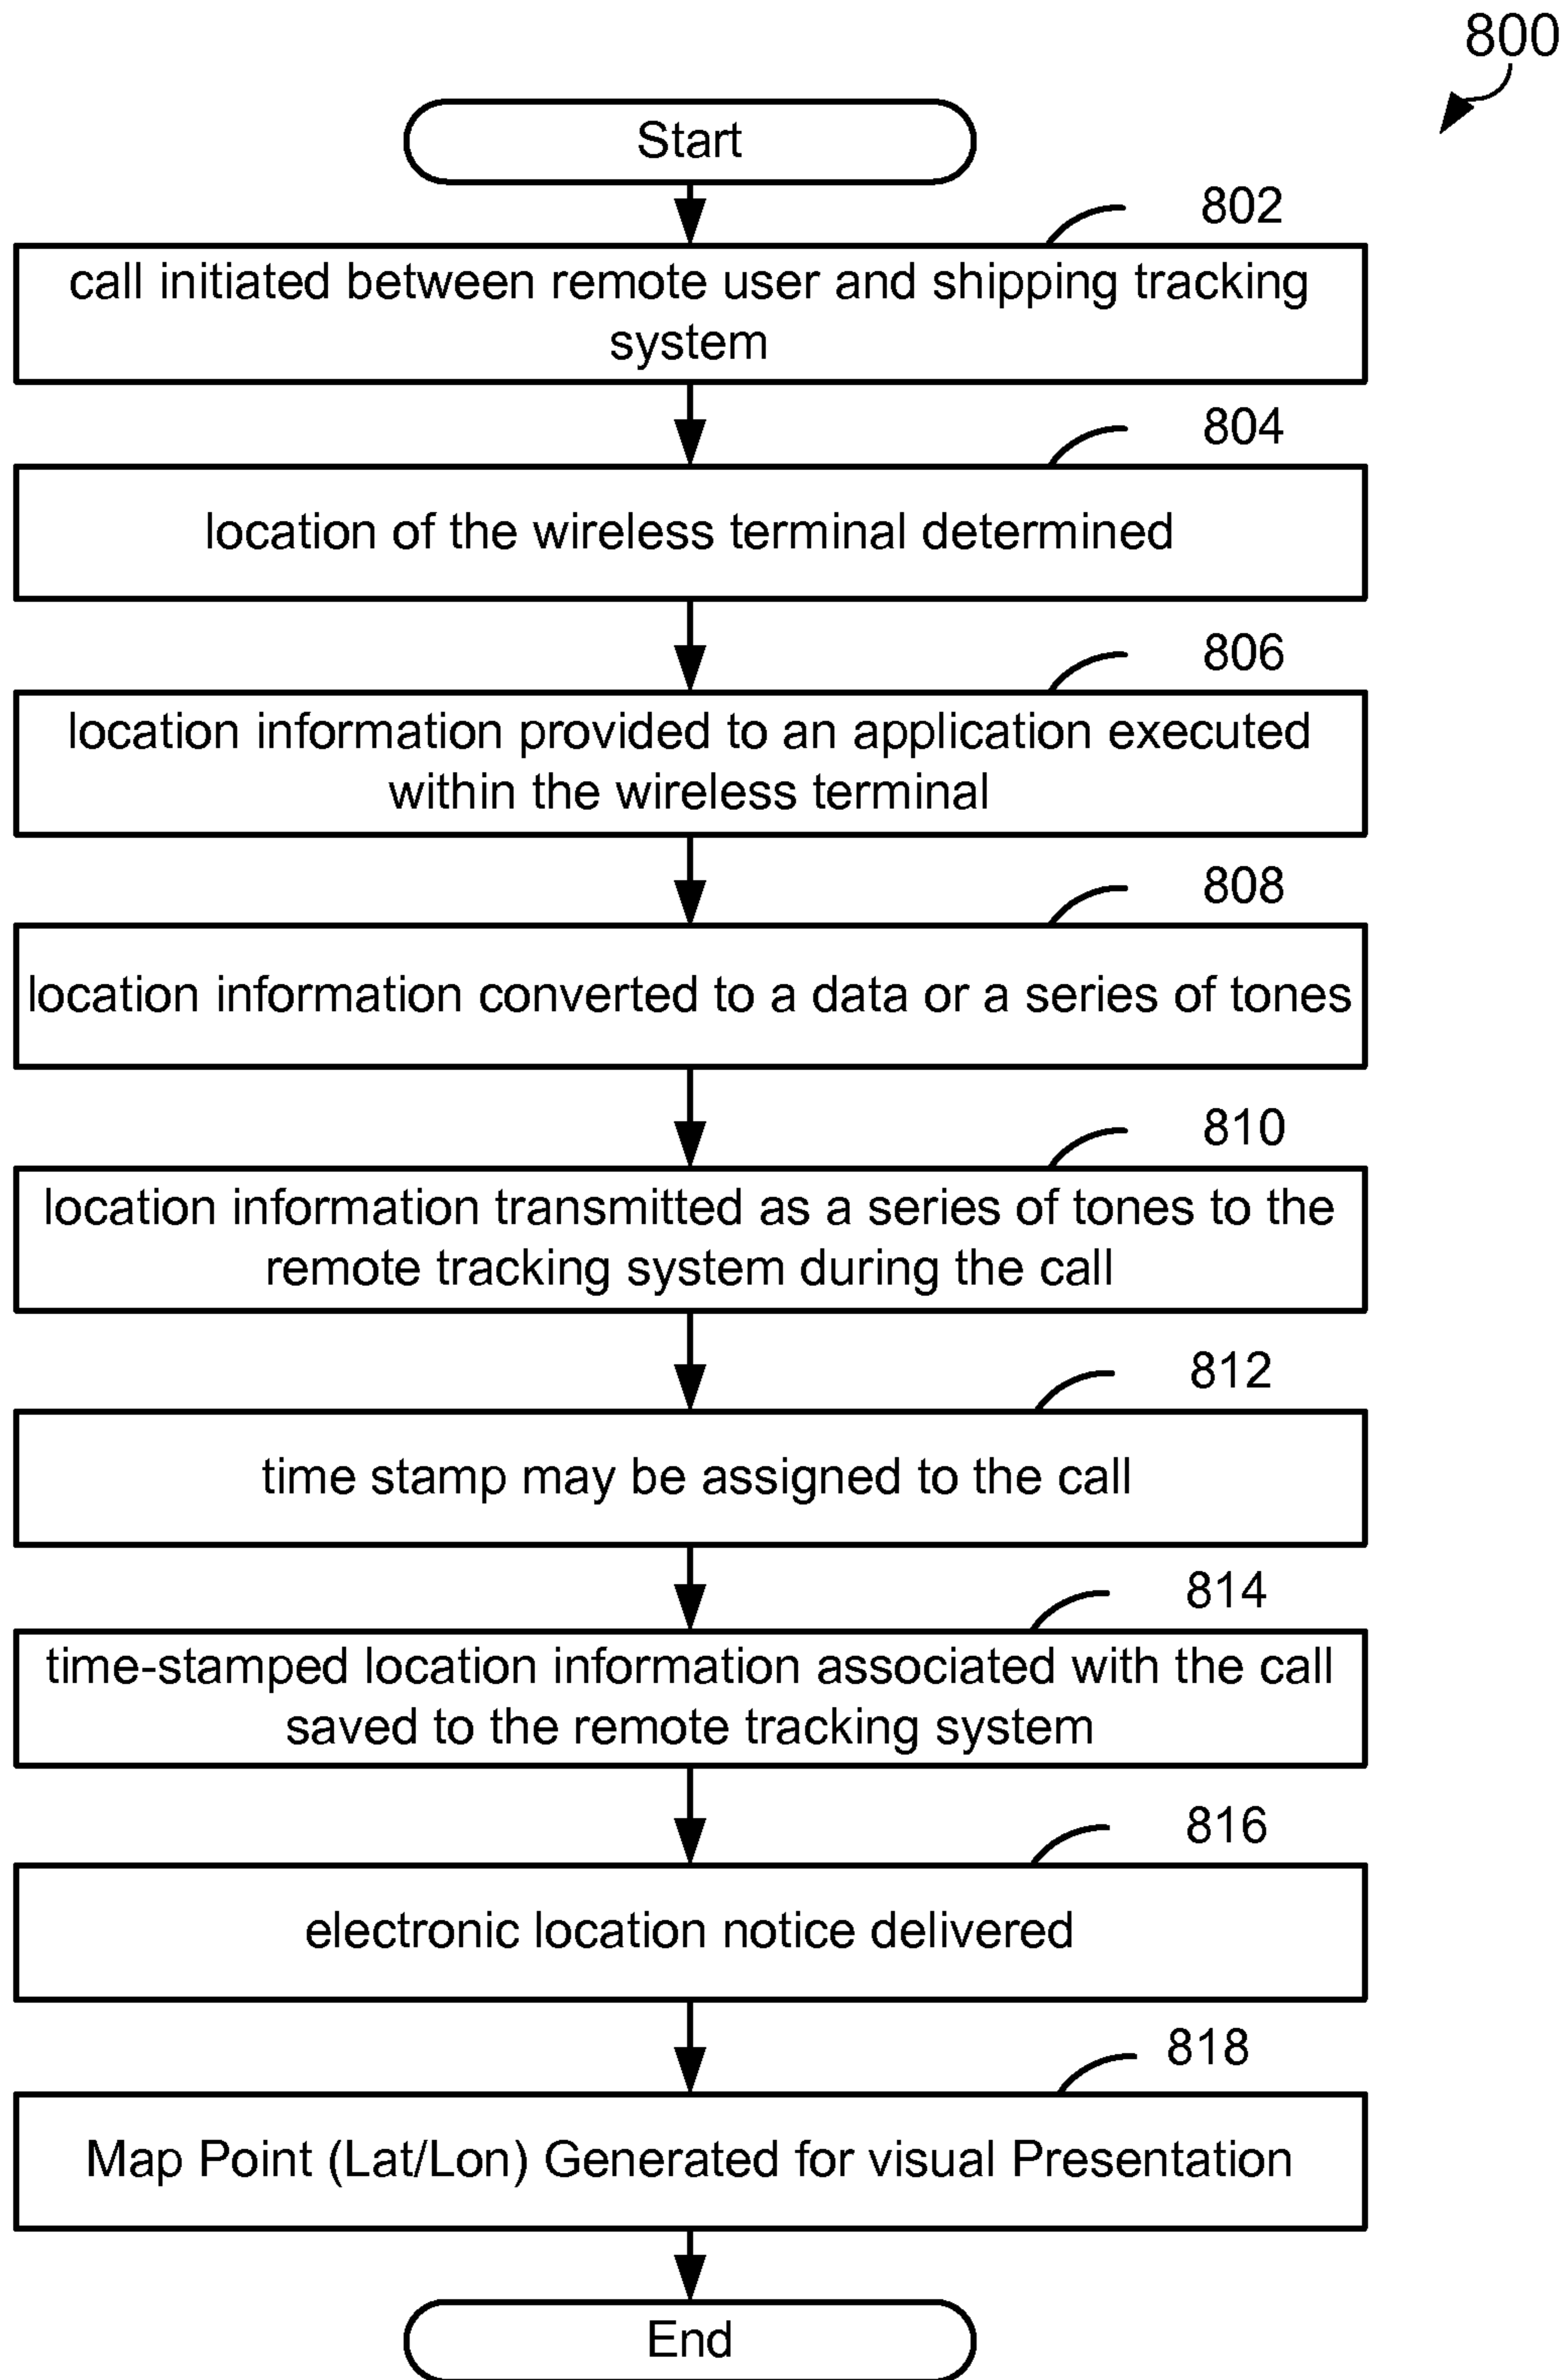 800
Start
802
call initiated between remote user and shipping tracking
system
804
location of the wireless terminal determined
806
location information provided to an application executed
within the wireless terminal
808
location information converted to a data or a series of tones
810
location information transmitted as a series of tones to the
remote tracking system during the call
812
time stamp may be assigned to the call
814
time-stamped location information associated with the call
saved to the remote tracking system
816
electronic location notice delivered
818
Map Point (Lat/Lon) Generated for visual Presentation
End